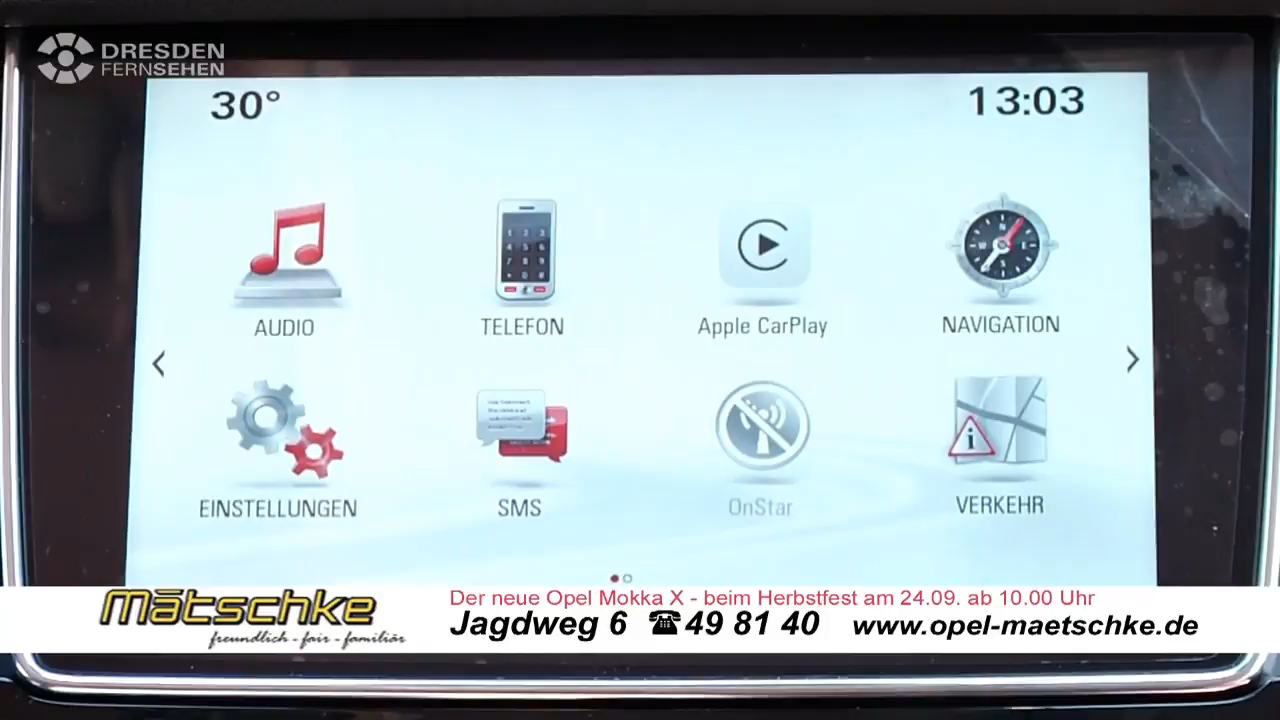 DRESDEN
FERNSEHEN
30°
13:03
AUDIO
TELEFON
Apple CarPlay
NAVIGATION
EINSTELLUNGEN
SMS
OnStar
VERKEHR
Mätschke
freundlich - fair - familiär
Der neue Opel Mokka X - beim Herbstfest am 24.09. ab 10.00 Uhr
Jagdweg 6 ☎49 81 40 www.opel-maetschke.de